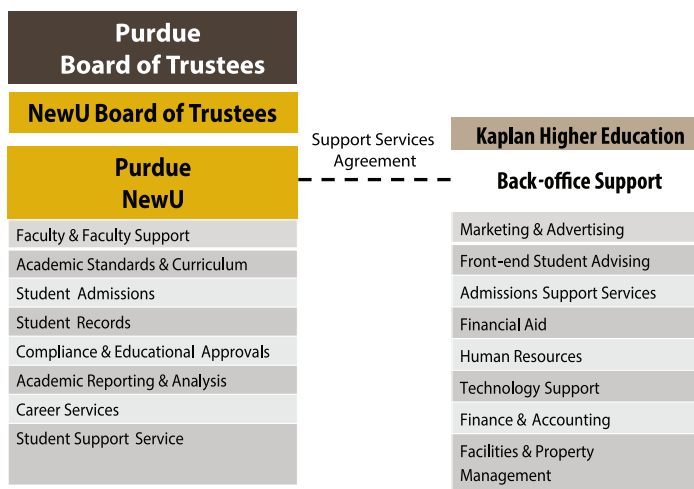 Purdue
Board of Trustees
NewU Board of Trustees
Purdue
NewU
Faculty & Faculty Support
Academic Standards & Curriculum
Student Admissions
Student Records
Compliance & Educational Approvals
Academic Reporting & Analysis
Career Services
Student Support Service
Support Services
Agreement
Kaplan Higher Education
Back-office Support
Marketing & Advertising
Front-end Student Advising
Admissions Support Services
Financial Aid
Human Resources
Technology Support
Finance & Accounting
Facilities & Property
Management